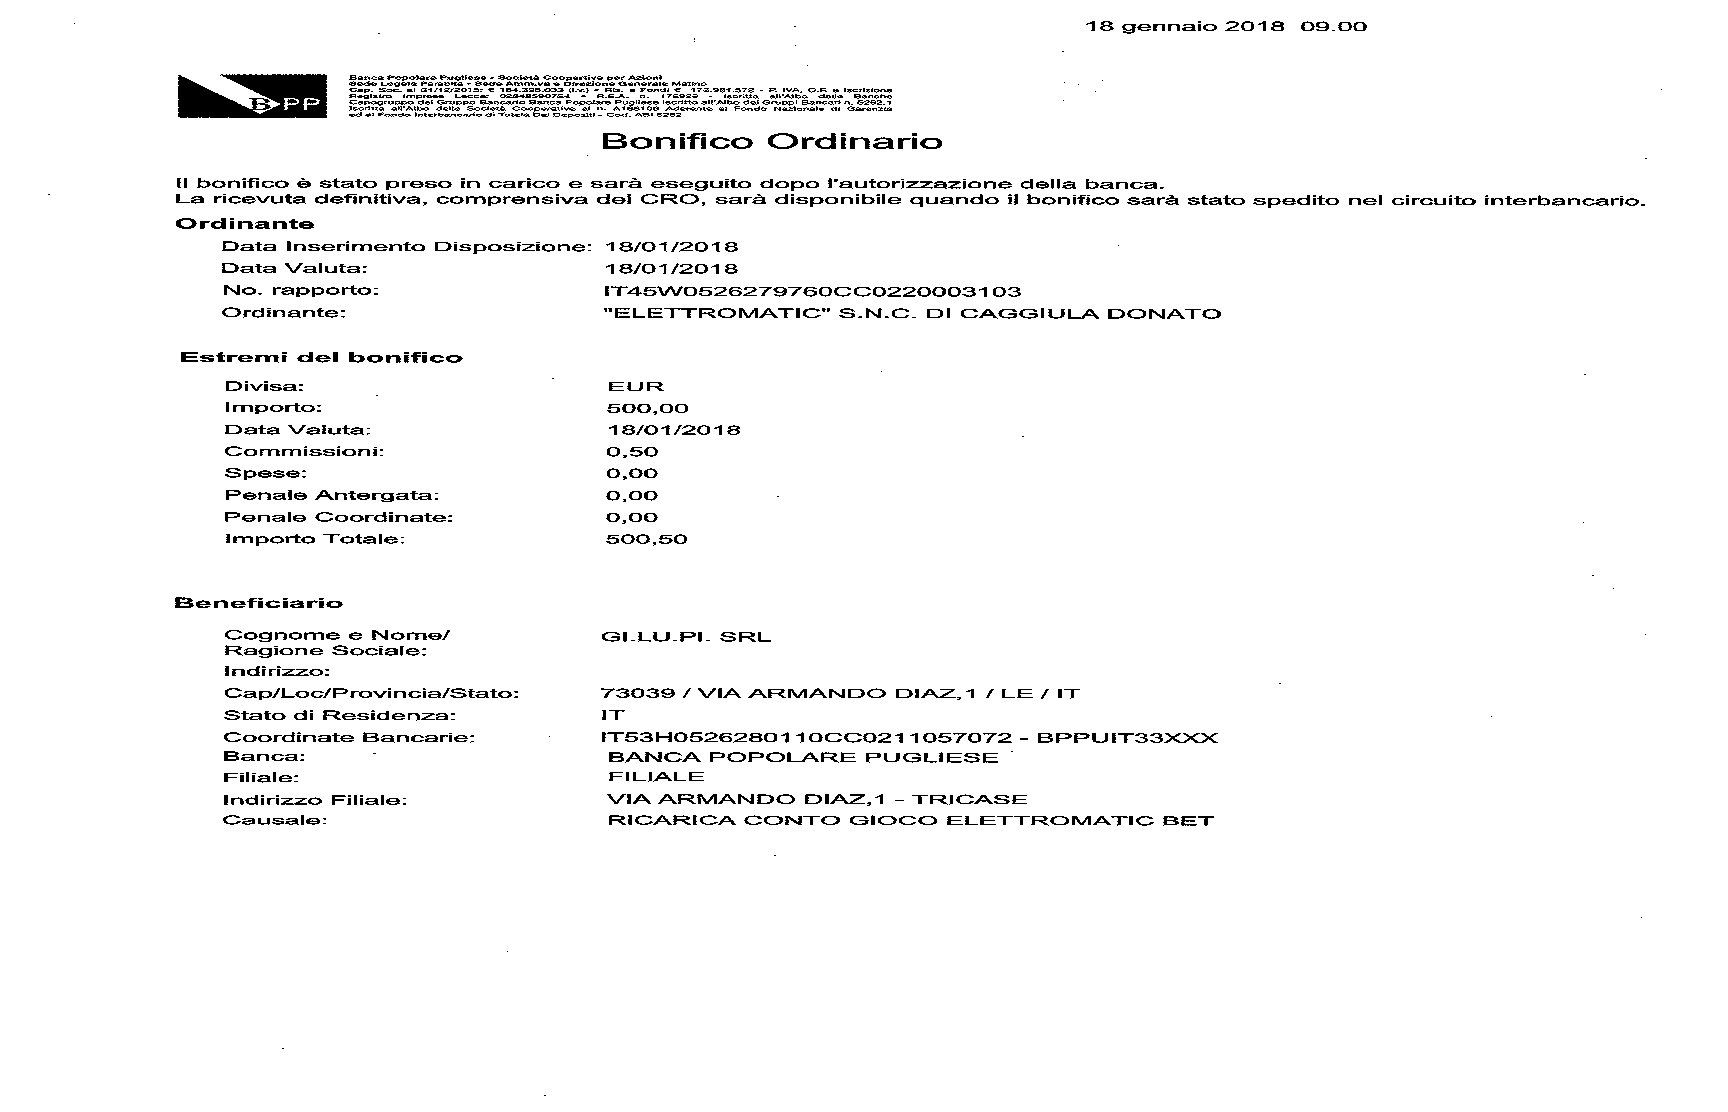 18 gennaio 2018 09.00
Banca Popolare Pugliese - Società Cooperativa per Azioni
Sede Legale Parabita - Sede Amm.va e Direzione Generale Matino
Cap. Soc. al 31/12/2015: € (i.v.) - Ris. e Fondi € - P. IVA, C.F. e Iscrizione
Registro Imprese Lecce: - R.E.A. n. - Iscritta all'Albo delle Banche
Capogruppo del Gruppo Bancario Banca Popolare Pugliese iscritto all'Albo dei Gruppi Bancari n. 5262.1
Iscritta all'Albo delle Società Cooperative al n. Aderente al Fondo Nazionale di Garanzia
ed al Fondo Interbancario di Tutela Dei Depositi - Cod. ABI 5262
BPP
Bonifico Ordinario
Il bonifico è stato preso in carico e sarà eseguito dopo l'autorizzazione della banca.
La ricevuta definitiva, comprensiva del CRO, sarà disponibile quando il bonifico sarà stato spedito nel circuito interbancario.
Ordinante
Data Inserimento Disposizione: 18/01/2018
Data Valuta: 18/01/2018
No. rapporto: IT45W0526279760CC0220003103
Ordinante: "ELETTROMATIC" S.N.C. DI CAGGIULA DONATO
Estremi del bonifico
Divisa: EUR
Importo: 500,00
Data Valuta: 18/01/2018
Commissioni: 0,50
Spese: 0,00
Penale Antergata: 0,00
Penale Coordinate: 0,00
Importo Totale: 500,50
Beneficiario
Cognome e Nome/ GI.LU.PI. SRL
Ragione Sociale:
Indirizzo:
Cap/Loc/Provincia/Stato: 73039 / VIA ARMANDO DIAZ,1 / LE / IT
Stato di Residenza: IT
Coordinate Bancarie: IT53H0526280110CC0211057072 - BPPUIT33XXX
Banca: BANCA POPOLARE PUGLIESE
Filiale: FILIALE
Indirizzo Filiale: VIA ARMANDO DIAZ,1 - TRICASE
Causale: RICARICA CONTO GIOCO ELETTROMATIC BET